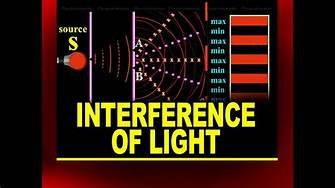 source
S
A
B
max
min
max
min
max
min
max
min
max
INTERFERENCE
OF LIGHT